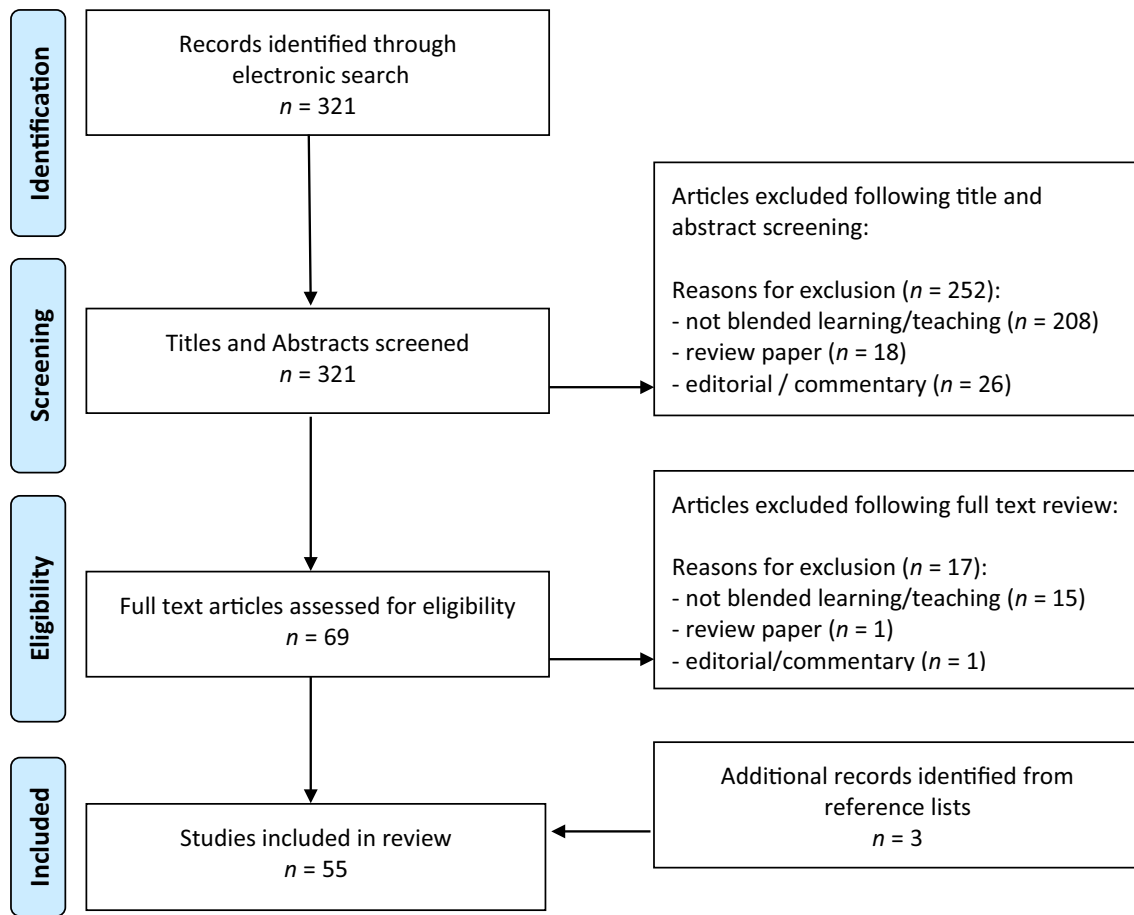 Identification
Records identified through
electronic search
n = 321
Articles excluded following title and
abstract screening:
Reasons for exclusion (n = 252):
- not blended learning/teaching (n = 208)
- review paper (n = 18)
- editorial / commentary (n = 26)
Screening
Titles and Abstracts screened
n = 321
Articles excluded following full text review:
Reasons for exclusion (n = 17):
- not blended learning/teaching (n = 15)
- review paper (n = 1)
- editorial/commentary (n = 1)
Eligibility
Full text articles assessed for eligibility
n = 69
Additional records identified from
reference lists
n = 3
Included
Studies included in review
n = 55